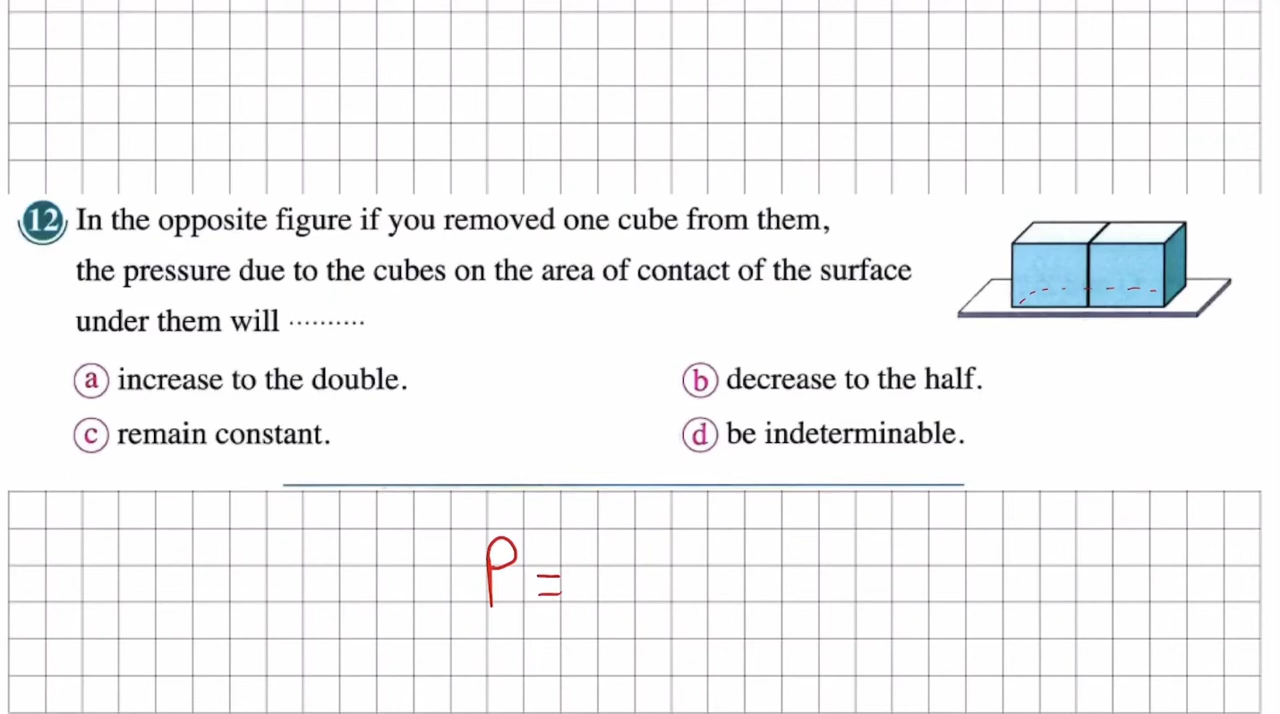 12 In the opposite figure if you removed one cube from them,
the pressure due to the cubes on the area of contact of the surface
under them will ..........
a increase to the double.
b decrease to the half.
c remain constant.
d be indeterminable.
P =